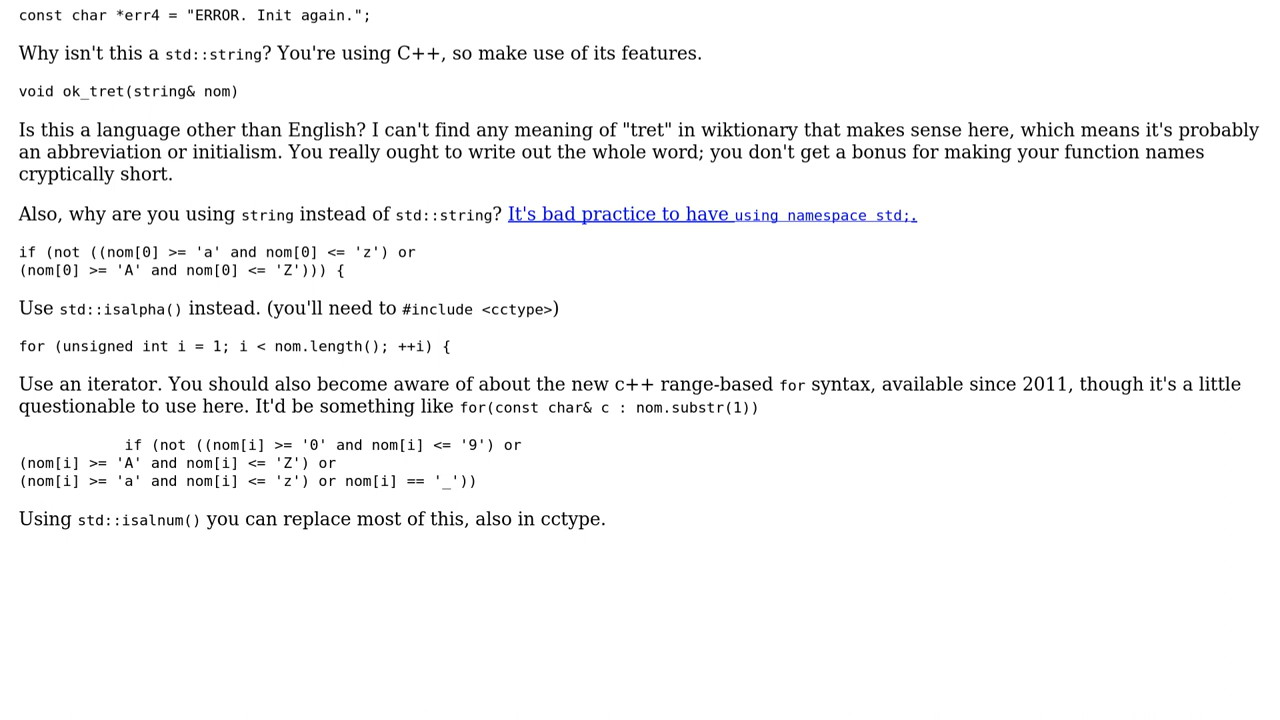 const char *err4 = "ERROR. Init again.";
Why isn't this a std::string? You're using C++, so make use of its features.
void ok_tret(string& nom)
Is this a language other than English? I can't find any meaning of "tret" in wiktionary that makes sense here, which means it's probably
an abbreviation or initialism. You really ought to write out the whole word; you don't get a bonus for making your function names
cryptically short.
Also, why are you using string instead of std::string? It's bad practice to have using namespace std;.
if (not ((nom[0] >= 'a' and nom[0] <= 'z') or
(nom[0] >= 'A' and nom[0] <= 'Z'))) {
Use std::isalpha() instead. (you'll need to #include <cctype>)
for (unsigned int i = 1; i < nom.length(); ++i) {
Use an iterator. You should also become aware of about the new c++ range-based for syntax, available since 2011, though it's a little
questionable to use here. It'd be something like for(const char& c : nom.substr(1))
            if (not ((nom[i] >= '0' and nom[i] <= '9') or
(nom[i] >= 'A' and nom[i] <= 'Z') or
(nom[i] >= 'a' and nom[i] <= 'z') or nom[i] == '_'))
Using std::isalnum() you can replace most of this, also in cctype.